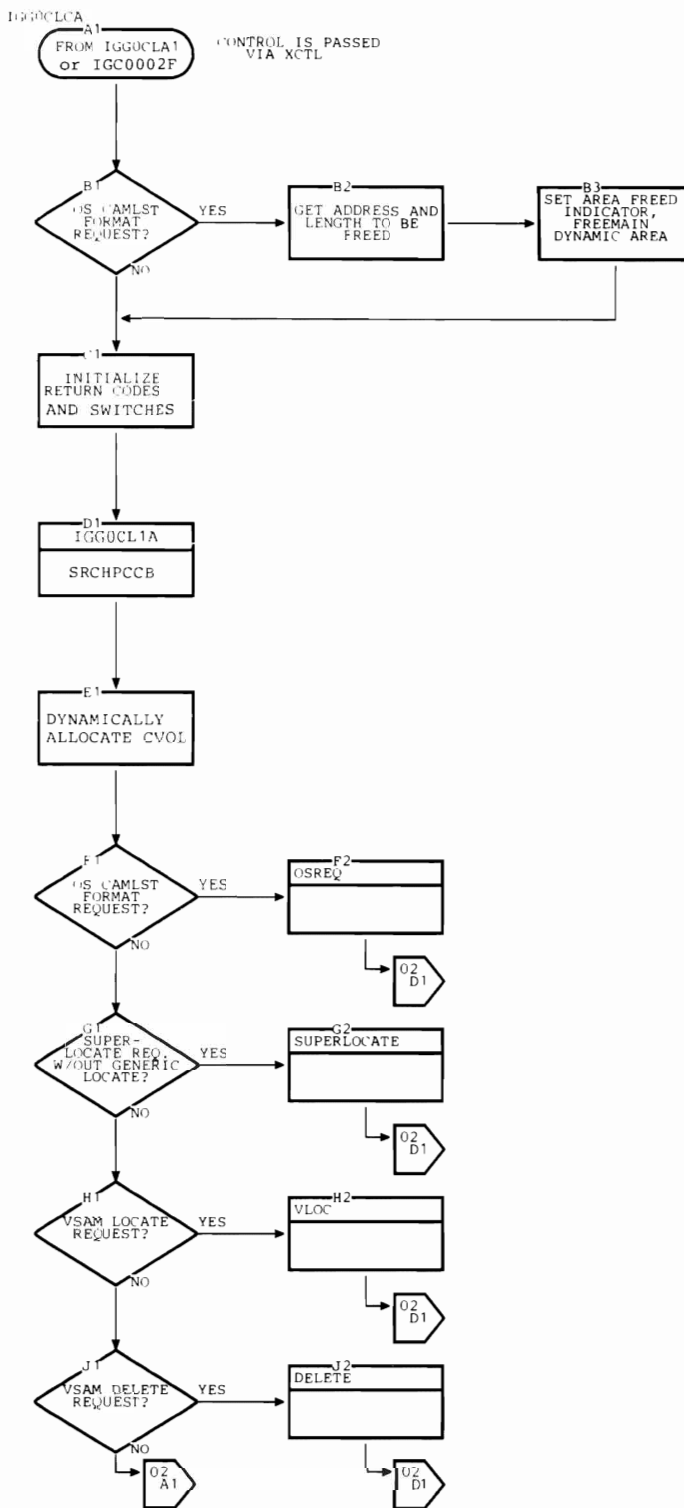 IGG0CLCA
A1
FROM IGG0CLA1
or IGC0002F
CONTROL IS PASSED
VIA XCTL
B1
OS CAMLST
FORMAT
REQUEST?
YES
NO
B2
GET ADDRESS AND
LENGTH TO BE
FREED
B3
SET AREA FREED
INDICATOR,
FREEMAIN
DYNAMIC AREA
C1
INITIALIZE
RETURN CODES
AND SWITCHES
D1
IGG0CL1A
SRCHPCCB
E1
DYNAMICALLY
ALLOCATE CVOL
F1
OS CAMLST
FORMAT
REQUEST?
YES
NO
F2
OSREQ
02
D1
G1
SUPER-
LOCATE REQ.
W/OUT GENERIC
LOCATE?
YES
NO
G2
SUPERLOCATE
02
D1
H1
VSAM LOCATE
REQUEST?
YES
NO
H2
VLOC
02
D1
J1
VSAM DELETE
REQUEST?
YES
NO
J2
DELETE
02
A1
02
D1